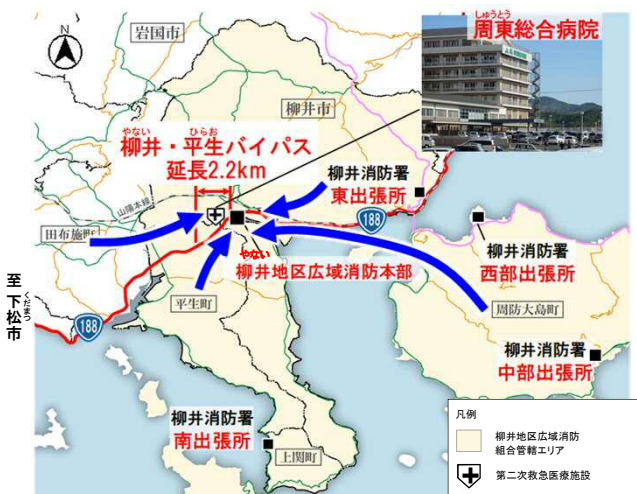 しゅうとう
周東総合病院
岩国市
柳井市
やない ひらお
柳井・平生バイパス
延長2.2km
柳井消防署
東出張所
山陽本線
188
田布施町
柳井消防署
西部出張所
やない
柳井地区広域消防本部
至 下松市
くだまつ
平生町
周防大島町
188
柳井消防署
中部出張所
柳井消防署
南出張所
上関町
凡例
柳井地区広域消防
組合管轄エリア
第二次救急医療施設